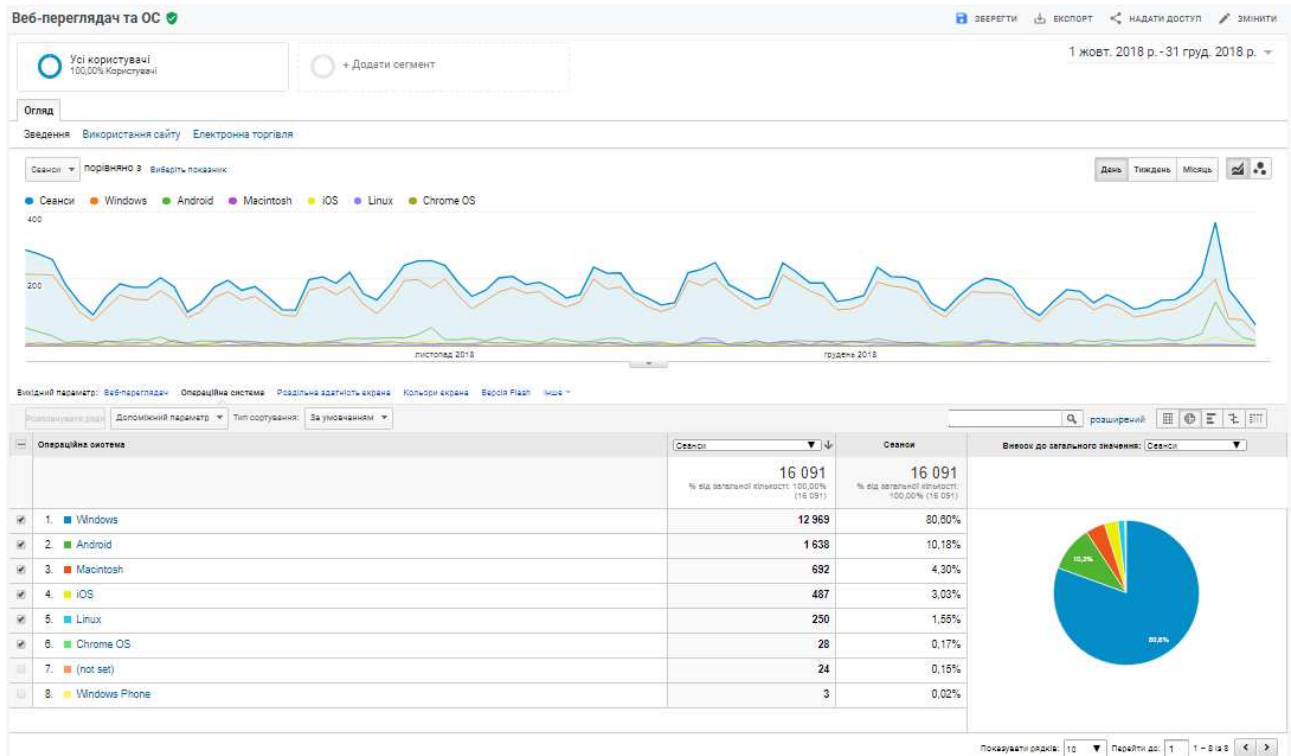 Веб-переглядач та ОС
ЗБЕРЕГТИ ЕКСПОРТ НАДАТИ ДОСТУП ЗМІНИТИ
Усі користувачі
100,00% Користувачі
+ Додати сегмент
1 жовт. 2018 р. - 31 груд. 2018 р.
Огляд
Зведення Використання сайту Електронна торгівля
Сеанси порівняно з Виберіть показник
День Тиждень Місяць
Сеанси Windows Android Macintosh iOS Linux Chrome OS
400
200
листопад 2018 грудень 2018
Вихідний параметр: Веб-переглядач Операційна система Роздільна здатність екрана Кольори екрана Версія Flash Інше
Розпланувати ряди Допоміжний параметр Тип сортування: За умовчанням розширений
Операційна система Сеанси Сеанси Внесок до загального значення: Сеанси
16 091 16 091
% від загальної кількості: 100,00% % від загальної кількості:
(16 091) 100,00% (16 091)
1. Windows 12 969 80,60%
2. Android 1 638 10,18%
3. Macintosh 692 4,30%
4. iOS 487 3,03%
5. Linux 250 1,55%
6. Chrome OS 28 0,17%
7. (not set) 24 0,15%
8. Windows Phone 3 0,02%
10,2%
80,6%
Показувати рядків: 10 Перейти до: 1 1 – 8 із 8